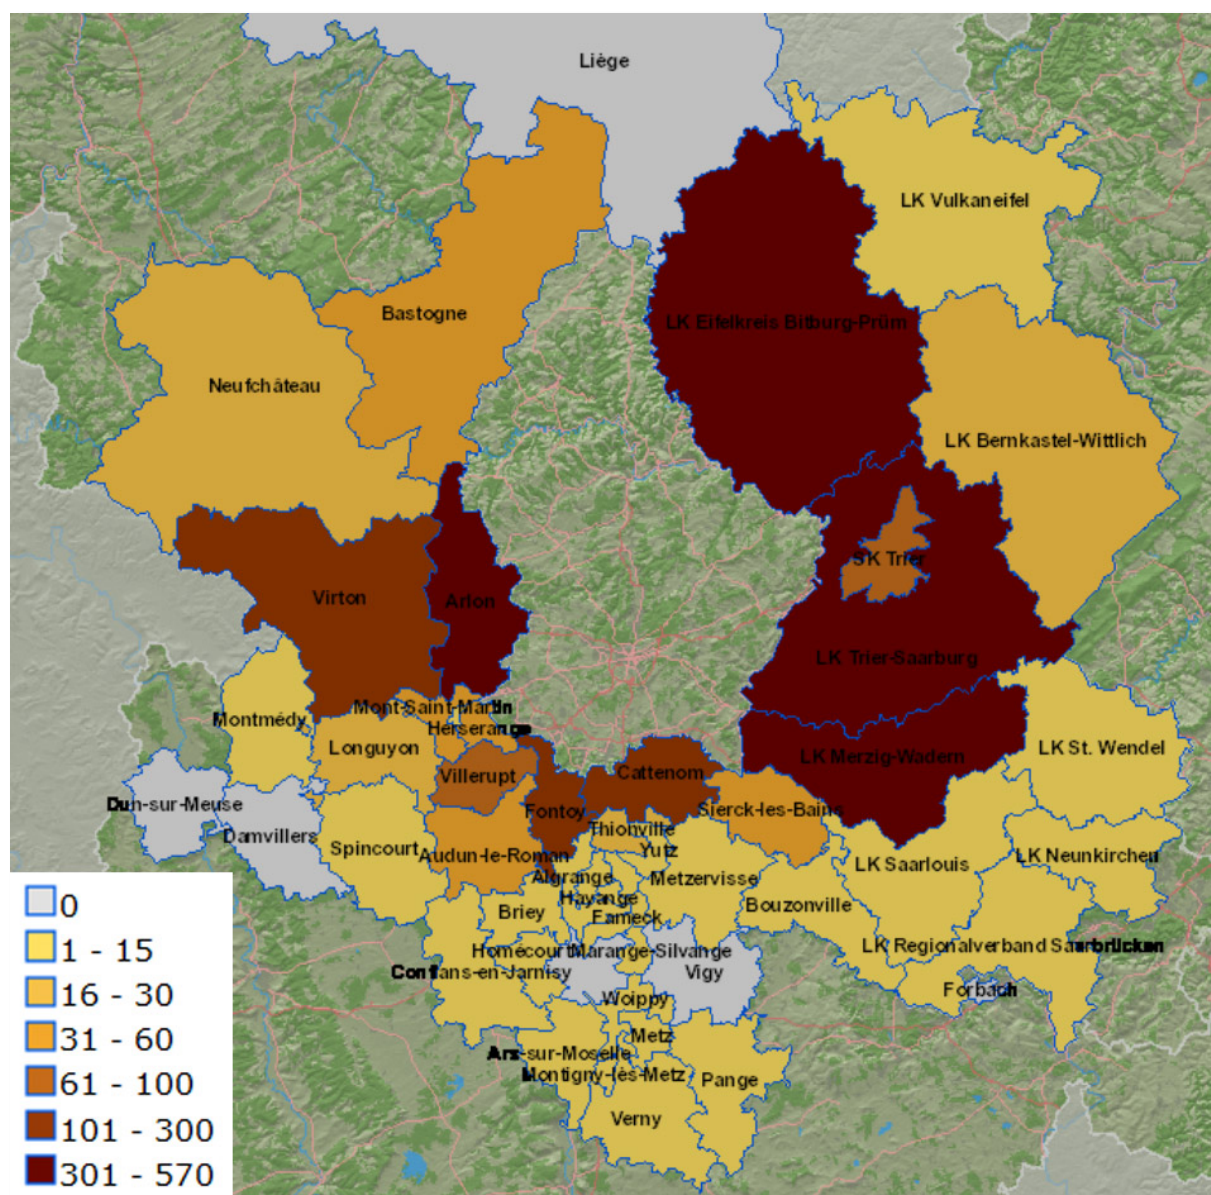 Liège
LK Vulkaneifel
Bastogne
LK Eifelkreis Bitburg-Prüm
Neufchâteau
LK Bernkastel-Wittlich
SK Trier
Virton
Arlon
LK Trier-Saarburg
Mont-Saint-Martin
Montmédy
Herserange
Longuyon
LK St. Wendel
LK Merzig-Wadern
Villerupt
Cattenom
Dun-sur-Meuse
Fontoy
Sierck-les-Bains
Damvillers
Thionville
Spincourt
Yutz
Audun-le-Roman
LK Neunkirchen
LK Saarlouis
Algrange
Metzervisse
Hayange
Briey
Bouzonville
Fameck
LK Regionalverband Saarbrücken
Homécourt
Marange-Silvange
Conflans-en-Jarnisy
Vigy
Forbach
Woippy
Metz
Ars-sur-Moselle
Montigny-lès-Metz
Pange
Verny
0
1 - 15
16 - 30
31 - 60
61 - 100
101 - 300
301 - 570